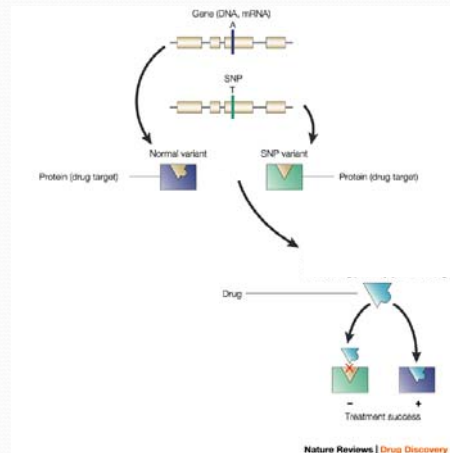 Gene (DNA, mRNA)
A
SNP
T
Normal variant
SNP variant
Protein (drug target)
Protein (drug target)
Drug
– +
Treatment success
Nature Reviews | Drug Discovery